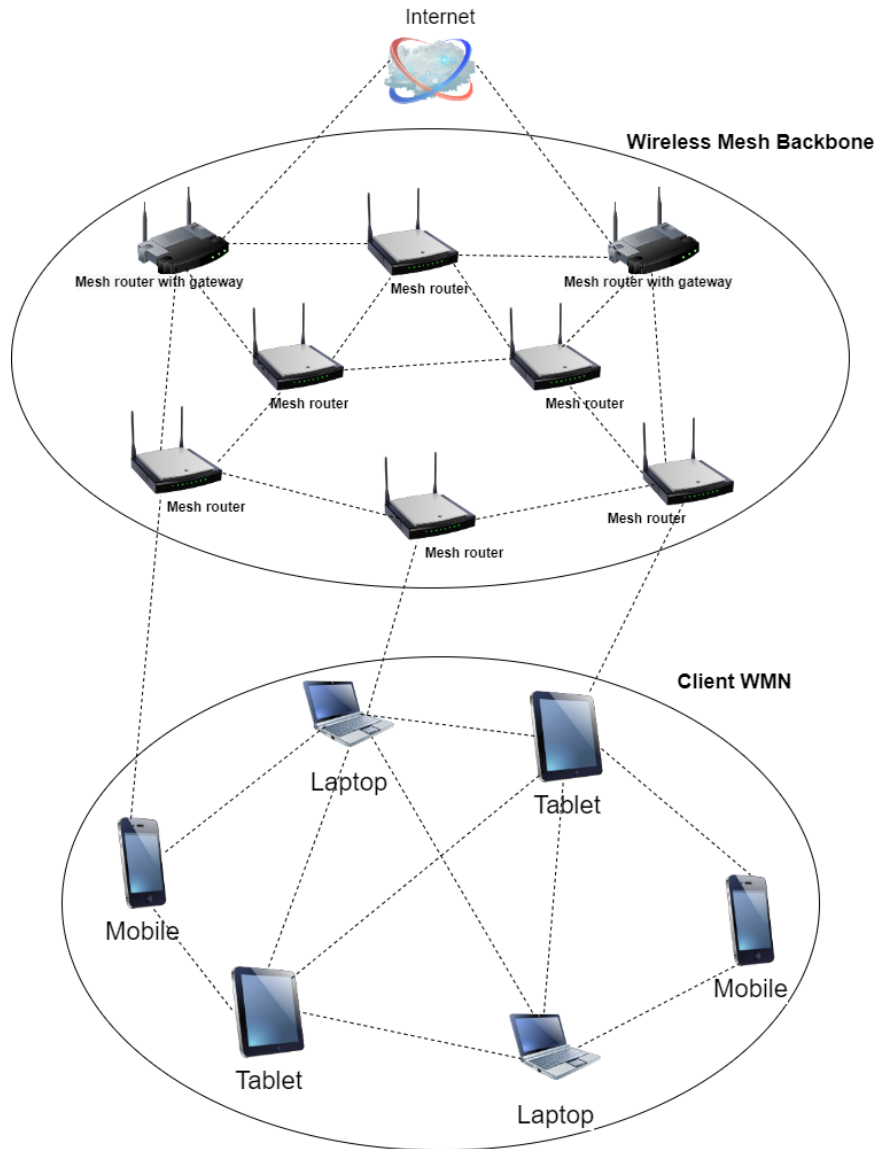 Internet
Wireless Mesh Backbone
Mesh router with gateway
Mesh router
Mesh router with gateway
Mesh router
Mesh router
Mesh router
Mesh router
Mesh router
Client WMN
Laptop
Tablet
Mobile
Mobile
Tablet
Laptop